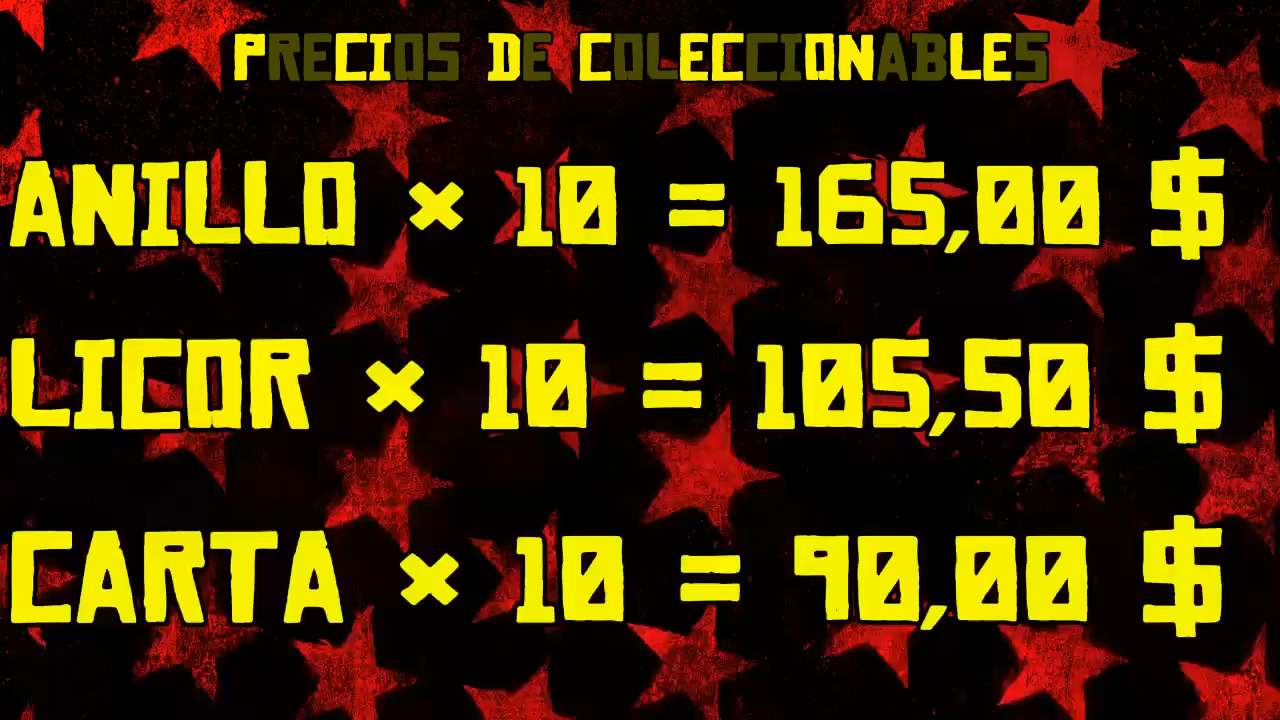 PRECIOS DE COLECCIONABLES
ANILLO × 10 = 165,00 $
LICOR × 10 = 105,50 $
CARTA × 10 = 90,00 $